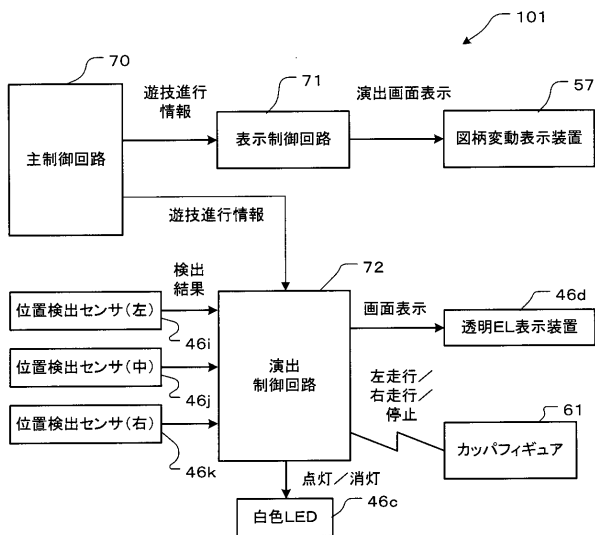 101
70
遊技進行
情報
71
演出画面表示
57
主制御回路
表示制御回路
図柄変動表示装置
遊技進行情報
検出
結果
72
46d
位置検出センサ(左)
46i
画面表示
透明EL表示装置
位置検出センサ(中)
46j
演出
制御回路
左走行/
右走行/
停止
61
位置検出センサ(右)
46k
カッパフィギュア
点灯/消灯
46c
白色LED